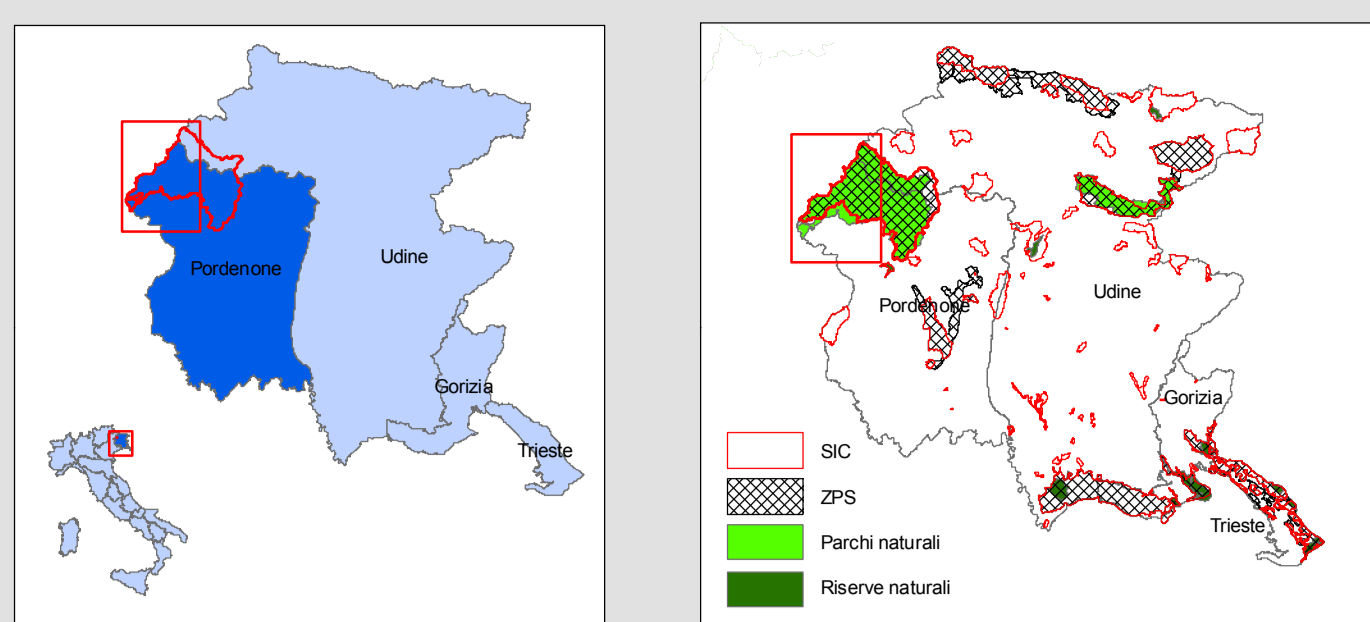 Pordenone
Udine
Gorizia
Trieste
Pordenone
Udine
Gorizia
Trieste
SIC
ZPS
Parchi naturali
Riserve naturali